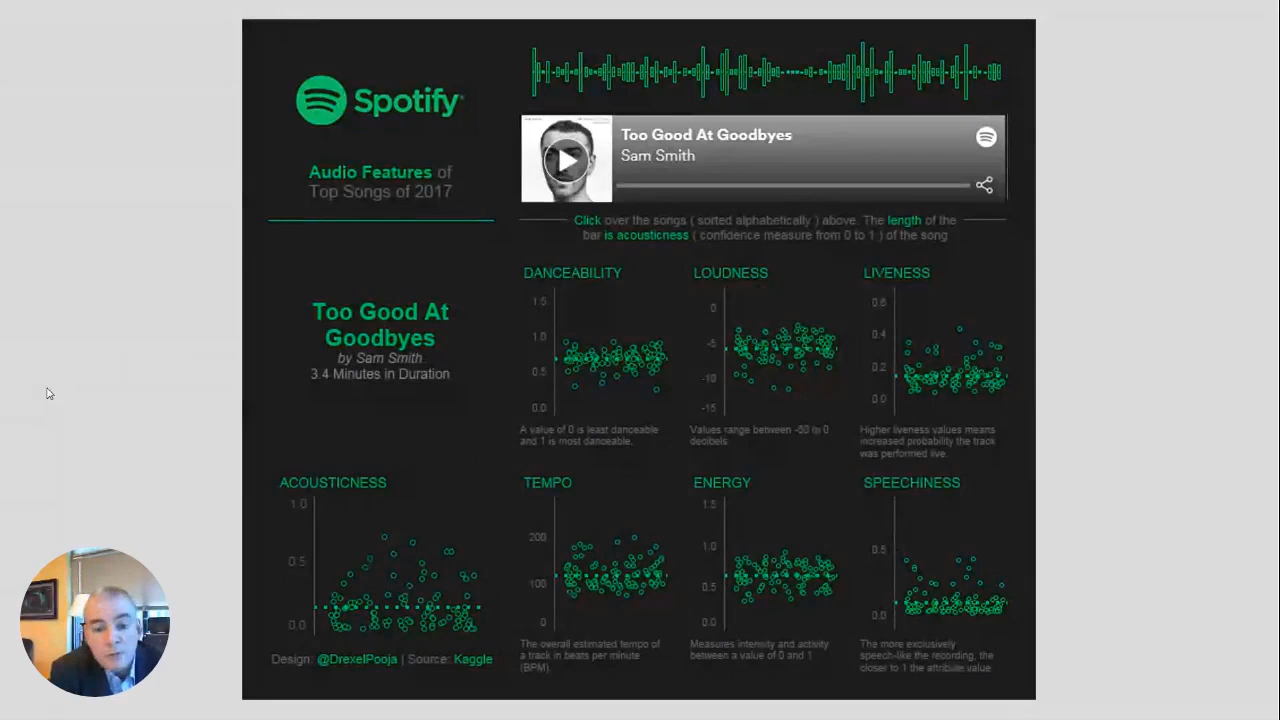 Spotify®
Audio Features of
Top Songs of 2017
Too Good At Goodbyes
Sam Smith
Click over the songs ( sorted alphabetically ) above. The length of the
bar is acousticness ( confidence measure from 0 to 1 ) of the song
Too Good At
Goodbyes
by Sam Smith
3.4 Minutes in Duration
DANCEABILITY
1.5
1.0
0.5
0.0
A value of 0 is least danceable
and 1 is most danceable.
LOUDNESS
0
-5
-10
-15
Values range between -60 to 0
decibels
LIVENESS
0.6
0.4
0.2
0.0
Higher liveness values means
increased probability the track
was performed live.
ACOUSTICNESS
1.0
0.5
0.0
TEMPO
200
100
0
The overall estimated tempo of
a track in beats per minute
(BPM).
ENERGY
1.5
1.0
0.5
0.0
Measures intensity and activity
between a value of 0 and 1
SPEECHINESS
0.5
0.0
The more exclusively
speech-like the recording, the
closer to 1 the attribute value
Design: @DrexelPooja | Source: Kaggle